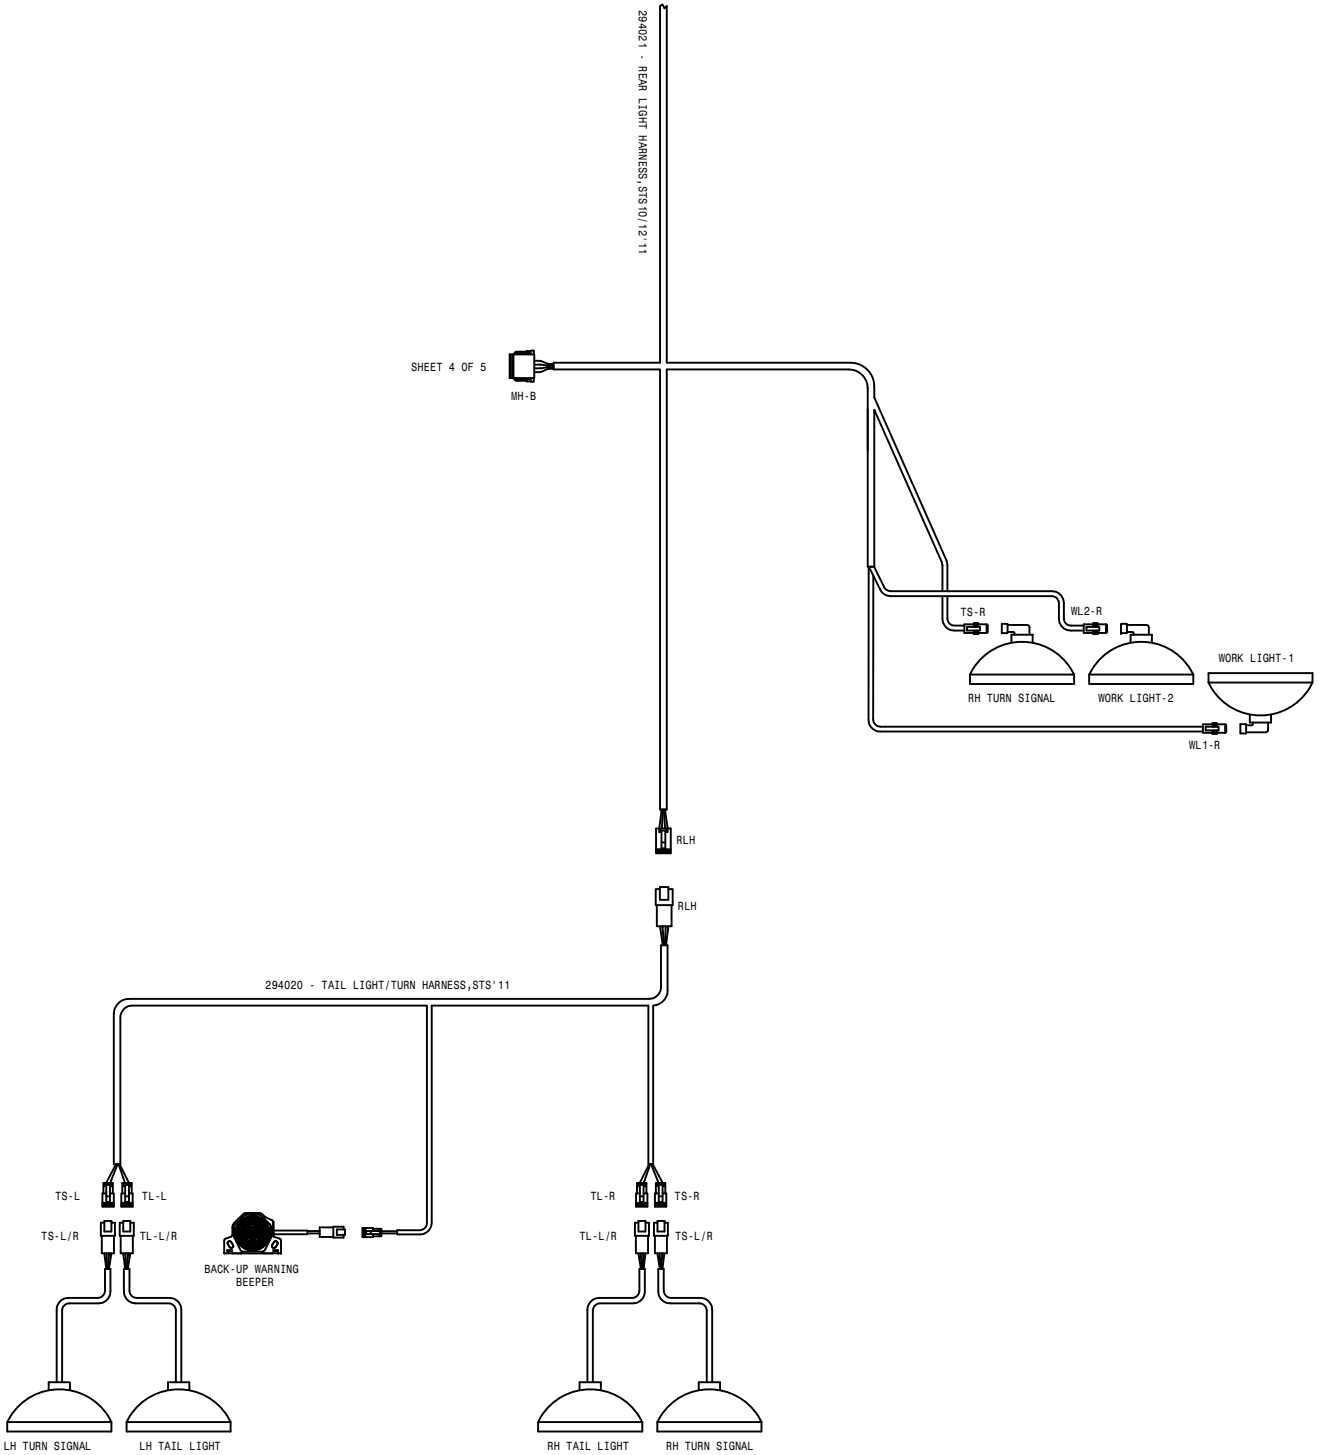 294021 - REAR LIGHT HARNESS,STS10/12'11
SHEET 4 OF 5
MH-B
TS-R
WL2-R
WORK LIGHT-1
RH TURN SIGNAL
WORK LIGHT-2
WL1-R
RLH
RLH
294020 - TAIL LIGHT/TURN HARNESS,STS'11
TS-L
TL-L
TL-R
TS-R
TS-L/R
TL-L/R
TL-L/R
TS-L/R
BACK-UP WARNING
BEEPER
LH TURN SIGNAL
LH TAIL LIGHT
RH TAIL LIGHT
RH TURN SIGNAL